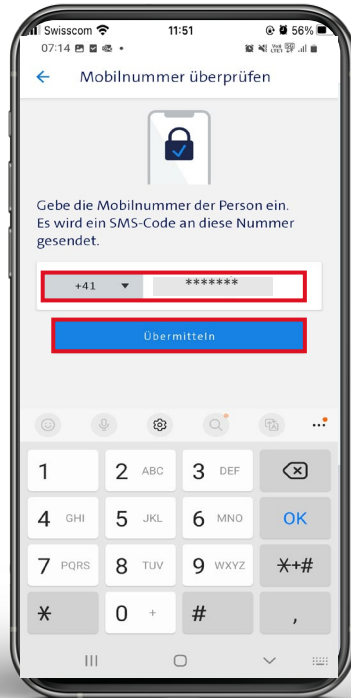 Swisscom 11:51 56%
07:14
Mobilnummer überprüfen
Gebe die Mobilnummer der Person ein.
Es wird ein SMS-Code an diese Nummer
gesendet.
+41 *******
Übermitteln
1 2 ABC 3 DEF
4 GHI 5 JKL 6 MNO OK
7 PQRS 8 TUV 9 WXYZ *+#
* 0 + # ,